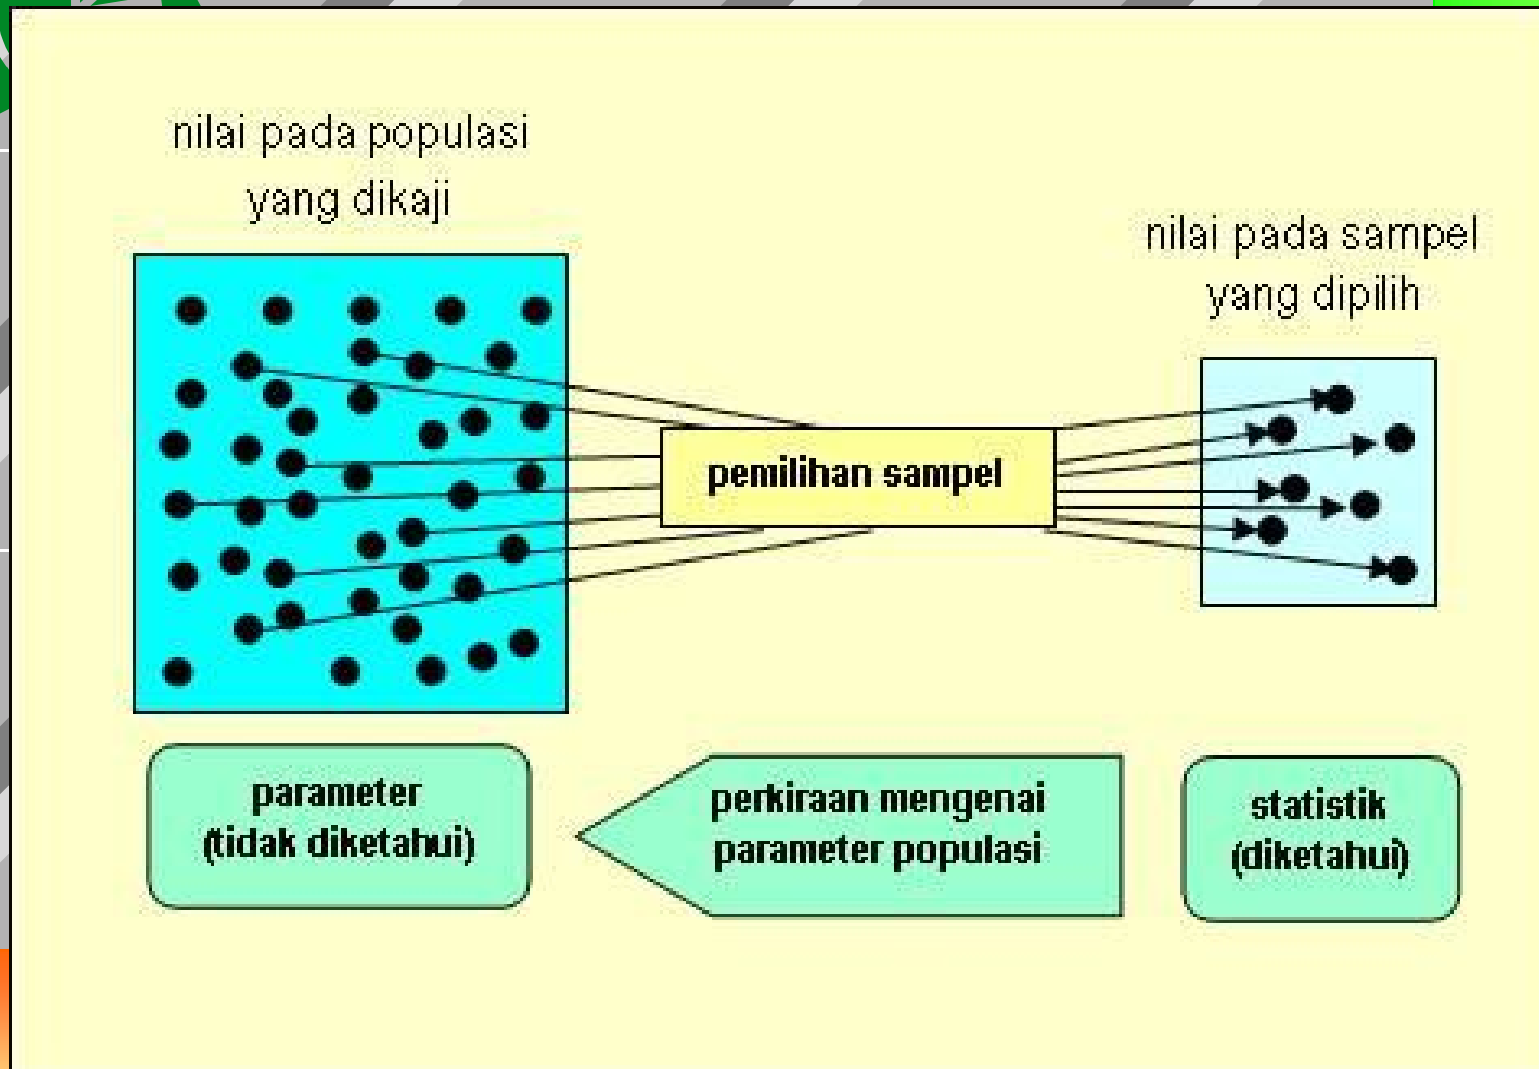 nilai pada populasi
yang dikaji
nilai pada sampel
yang dipilih
pemilihan sampel
parameter
(tidak diketahui)
perkiraan mengenai
parameter populasi
statistik
(diketahui)